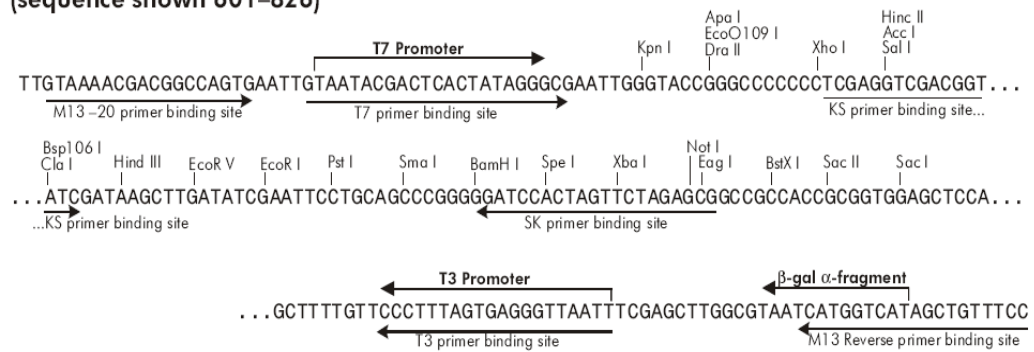 (sequence shown 601–826)
Apa I
Hinc II
EcoO109 I
Acc I
T7 Promoter
Kpn I
Dra II
Xho I
Sal I
TTGTAAAACGACGGCCAGTGAATTGTAATACGACTCACTATAGGGCGAATTGGGTACCGGGCCCCCCCTCGAGGTCGACGGT...
M13 –20 primer binding site
T7 primer binding site
KS primer binding site...
Bsp106 I
Not I
Cla I
Hind III
EcoR V
EcoR I
Pst I
Sma I
BamH I
Spe I
Xba I
Eag I
BstX I
Sac II
Sac I
...ATCGATAAGCTTGATATCGAATTCCTGCAGCCCGGGGGATCCACTAGTTCTAGAGCGGCCGCCACCGCGGTGGAGCTCCA...
...KS primer binding site
SK primer binding site
T3 Promoter
β-gal α-fragment
...GCTTTTGTTCCCTTTAGTGAGGGTTAATTTCGAGCTTGGCGTAATCATGGTCATAGCTGTTTCC
T3 primer binding site
M13 Reverse primer binding site